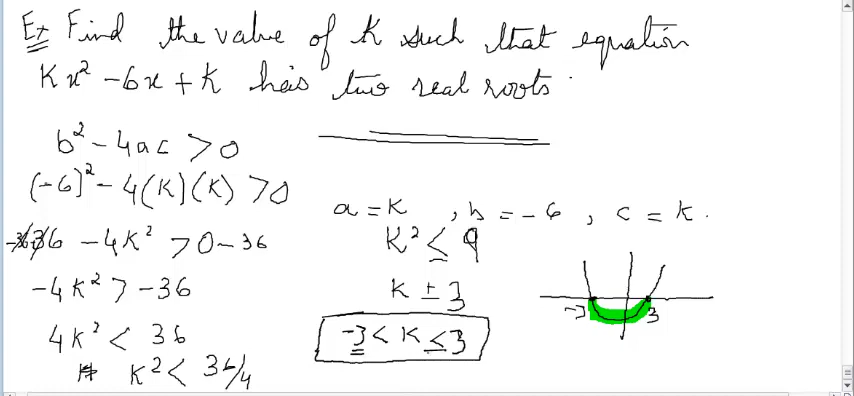 Ex Find the value of K such that equation
Kx² - 6x + K has two real roots.
b² - 4ac > 0
(-6)² - 4(K)(K) > 0
-36+36 - 4K² > 0 - 36
-4K² > -36
4K² < 36
K² < 36/4
a = K , b = -6 , c = K.
K² ≤ 9
K ± 3
-3 < K ≤ 3
-3 3